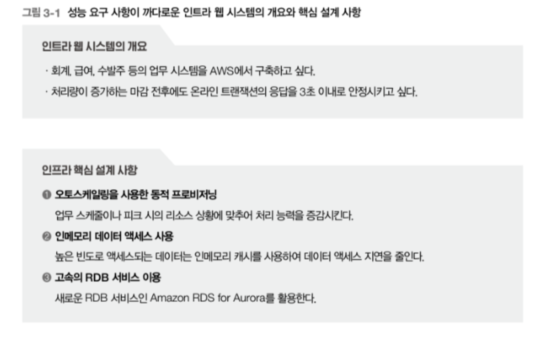 그림 3-1 성능 요구 사항이 까다로운 인트라 웹 시스템의 개요와 핵심 설계 사항
인트라 웹 시스템의 개요
· 회계, 급여, 수발주 등의 업무 시스템을 AWS에서 구축하고 싶다.
· 처리량이 증가하는 마감 전후에도 온라인 트랜잭션의 응답을 3초 이내로 안정시키고 싶다.
인프라 핵심 설계 사항
❶ 오토스케일링을 사용한 동적 프로비저닝
업무 스케줄이나 피크 시의 리소스 상황에 맞추어 처리 능력을 증감시킨다.
❷ 인메모리 데이터 액세스 사용
높은 빈도로 액세스되는 데이터는 인메모리 캐시를 사용하여 데이터 액세스 지연을 줄인다.
❸ 고속의 RDB 서비스 이용
새로운 RDB 서비스인 Amazon RDS for Aurora를 활용한다.